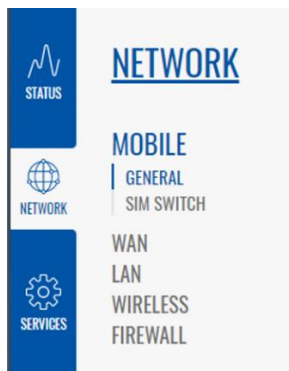 STATUS
NETWORK
SERVICES
NETWORK
MOBILE
GENERAL
SIM SWITCH
WAN
LAN
WIRELESS
FIREWALL